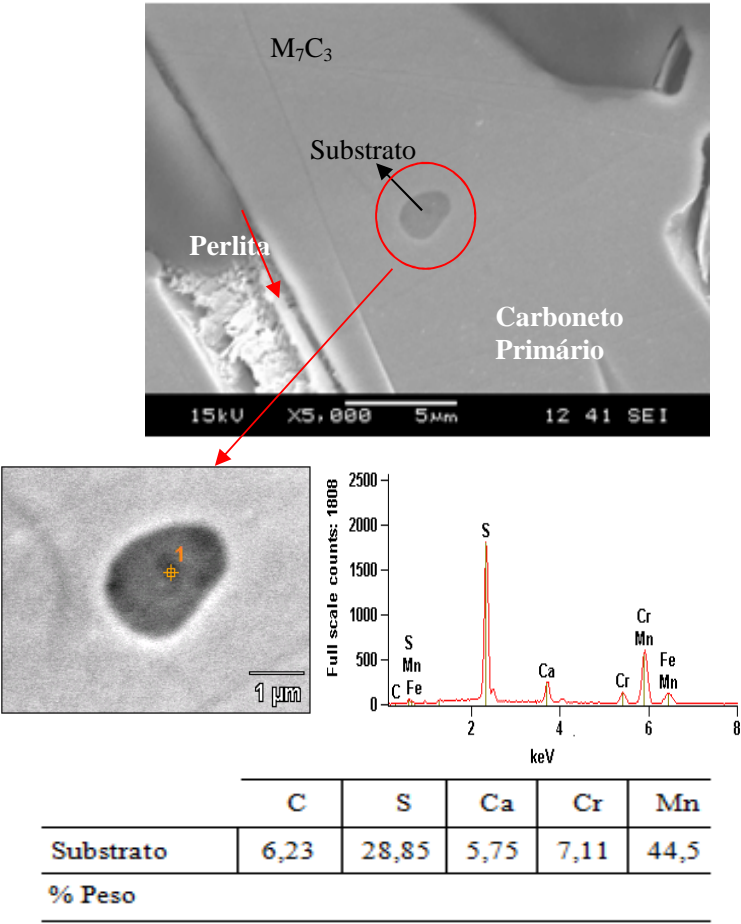 M₇C₃
Substrato
Perlita
Carboneto
Primário
15kU X5,000 5µm 12 41 SEI
1
1 µm
Full scale counts: 1808
2500
2000
1500
1000
500
0
S
Mn
C Fe
S
Ca
Cr
Cr
Mn
Fe
Mn
2 4 6 8
keV
C S Ca Cr Mn
Substrato 6,23 28,85 5,75 7,11 44,5
% Peso